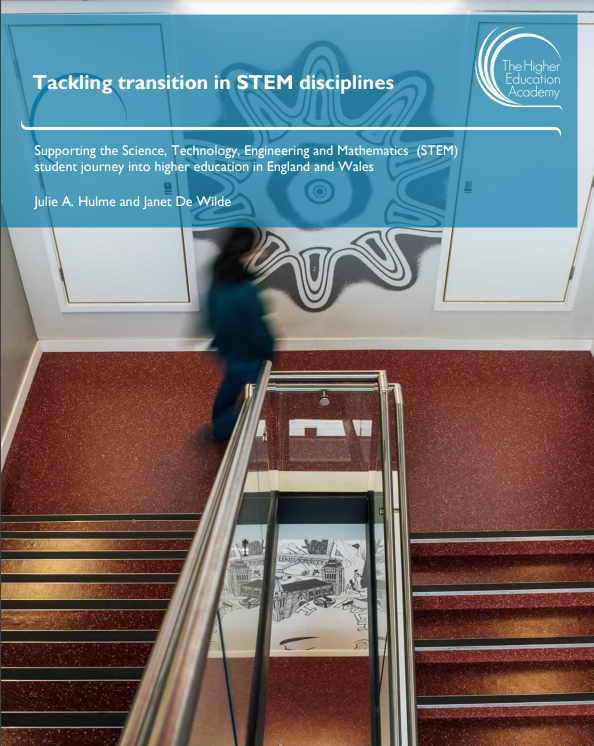 Tackling transition in STEM disciplines
The Higher
Education
Academy
Supporting the Science, Technology, Engineering and Mathematics (STEM)
student journey into higher education in England and Wales
Julie A. Hulme and Janet De Wilde